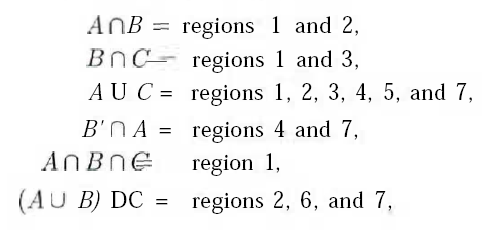 A∩B = regions 1 and 2,
B∩C = regions 1 and 3,
A U C = regions 1, 2, 3, 4, 5, and 7,
B'∩ A = regions 4 and 7,
A∩B∩C = region 1,
(A∪ B) DC = regions 2, 6, and 7,